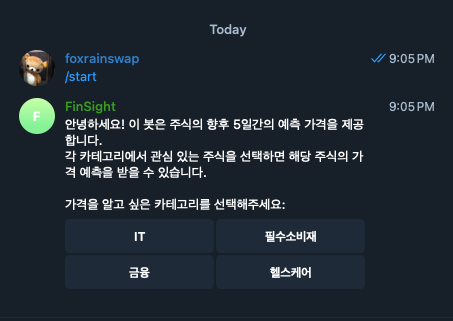 Today
foxrainswap
9:05 PM
/start
F
FinSight
9:05 PM
안녕하세요! 이 봇은 주식의 향후 5일간의 예측 가격을 제공
합니다.
각 카테고리에서 관심 있는 주식을 선택하면 해당 주식의 가
격 예측을 받을 수 있습니다.
가격을 알고 싶은 카테고리를 선택해주세요:
IT
필수소비재
금융
헬스케어